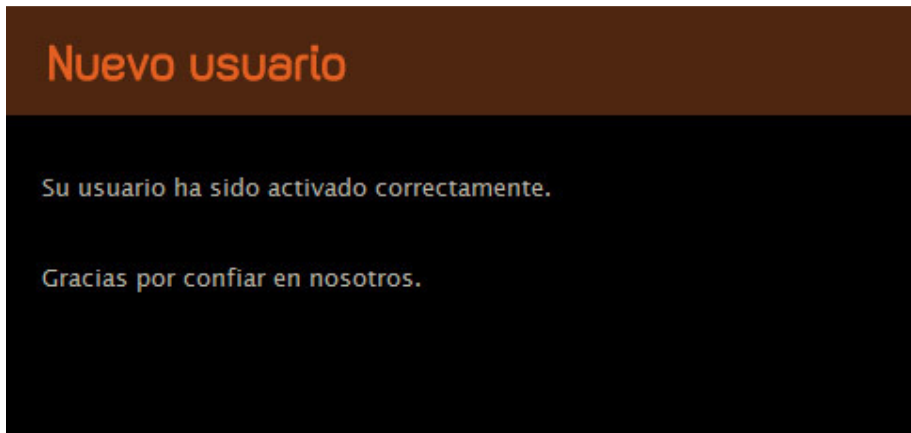 Nuevo usuario
Su usuario ha sido activado correctamente.
Gracias por confiar en nosotros.